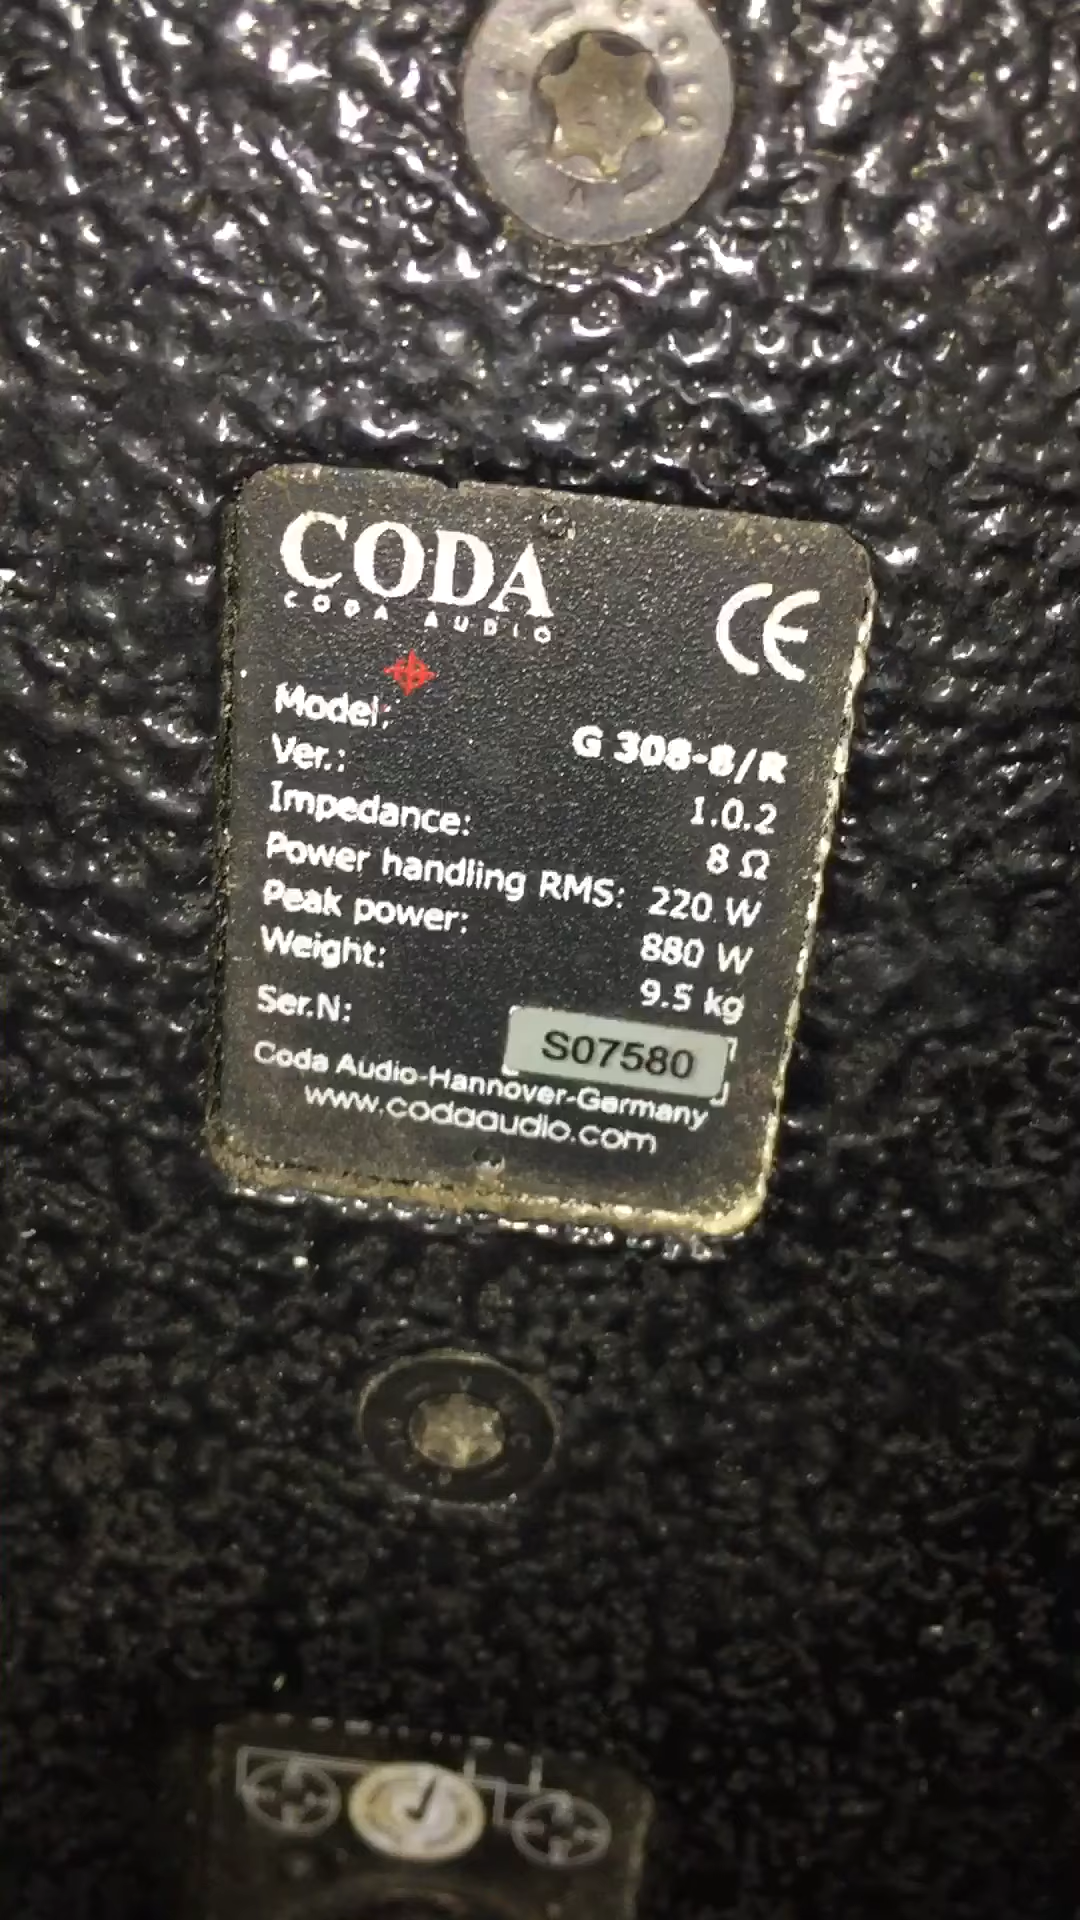 CODA
CODA AUDIO
CE
Model: G 308-8/R
Ver.: 1.0.2
Impedance: 8 Ω
Power handling RMS: 220 W
Peak power: 880 W
Weight: 9.5 kg
Ser.N: S07580
Coda Audio-Hannover-Germany
www.codaaudio.com